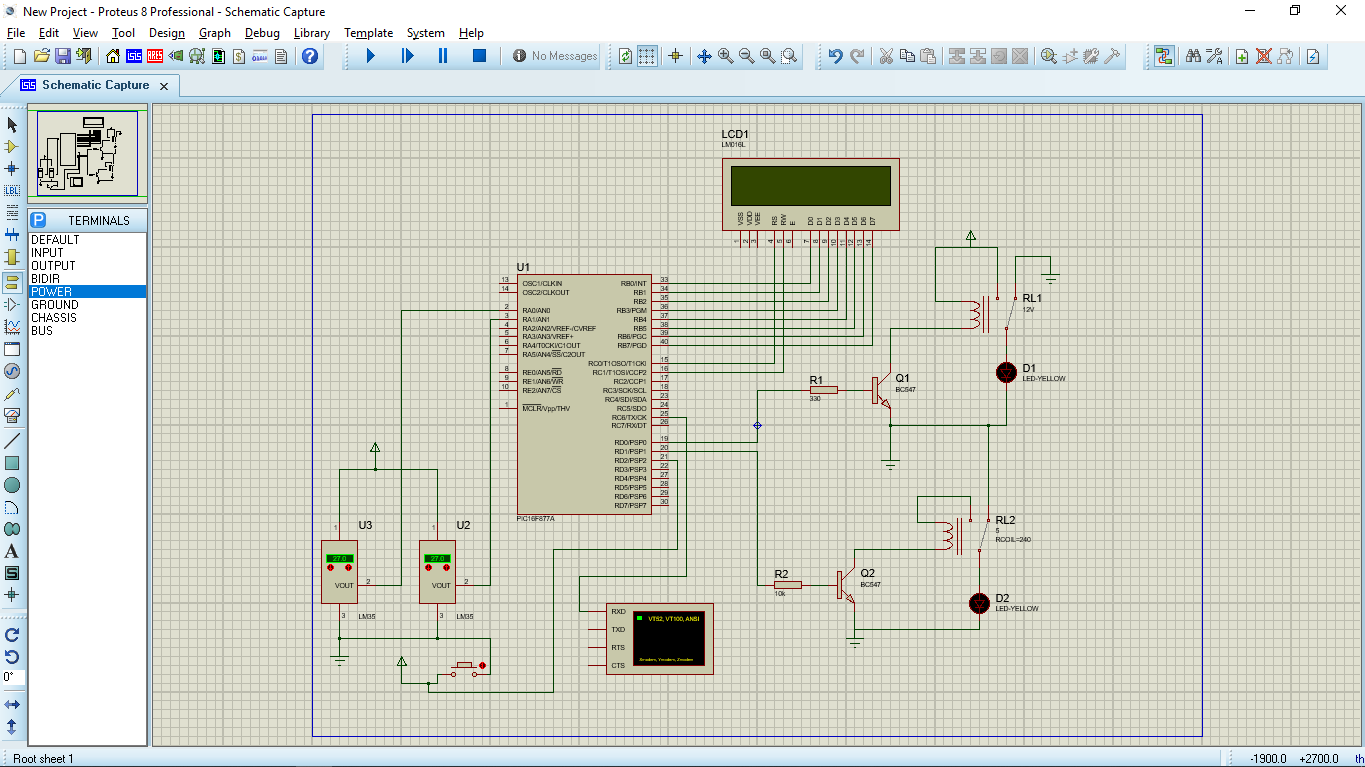 New Project - Proteus 8 Professional - Schematic Capture
File Edit View Tool Design Graph Debug Library Template System Help
No Messages
Schematic Capture
TERMINALS
DEFAULT
INPUT
OUTPUT
BIDIR
POWER
GROUND
CHASSIS
BUS
LBL
0°
LCD1
LM016L
VSS VDD VEE RS RW E D0 D1 D2 D3 D4 D5 D6 D7
1 2 3 4 5 6 7 8 9 10 11 12 13 14
U1
13 OSC1/CLKIN RB0/INT 33
14 OSC2/CLKOUT RB1 34
RB2 35
2 RA0/AN0 RB3/PGM 36
3 RA1/AN1 RB4 37
4 RA2/AN2/VREF-/CVREF RB5 38
5 RA3/AN3/VREF+ RB6/PGC 39
6 RA4/T0CKI/C1OUT RB7/PGD 40
7 RA5/AN4/SS/C2OUT
RC0/T1OSO/T1CKI 15
8 RE0/AN5/RD RC1/T1OSI/CCP2 16
9 RE1/AN6/WR RC2/CCP1 17
10 RE2/AN7/CS RC3/SCK/SCL 18
RC4/SDI/SDA 23
1 MCLR/Vpp/THV RC5/SDO 24
RC6/TX/CK 25
RC7/RX/DT 26
RD0/PSP0 19
RD1/PSP1 20
RD2/PSP2 21
RD3/PSP3 22
RD4/PSP4 27
RD5/PSP5 28
RD6/PSP6 29
RD7/PSP7 30
PIC16F877A
RL1
12V
D1
LED-YELLOW
R1
330
Q1
BC547
RL2
5
RCOIL=240
R2
10k
Q2
BC547
D2
LED-YELLOW
U3
1
27.0
VOUT 2
3 LM35
U2
1
27.0
VOUT 2
3 LM35
RXD
TXD
RTS
CTS
VT52, VT100, ANSI
Xmodem, Ymodem, Zmodem
Root sheet 1
-1900.0 +2700.0 th